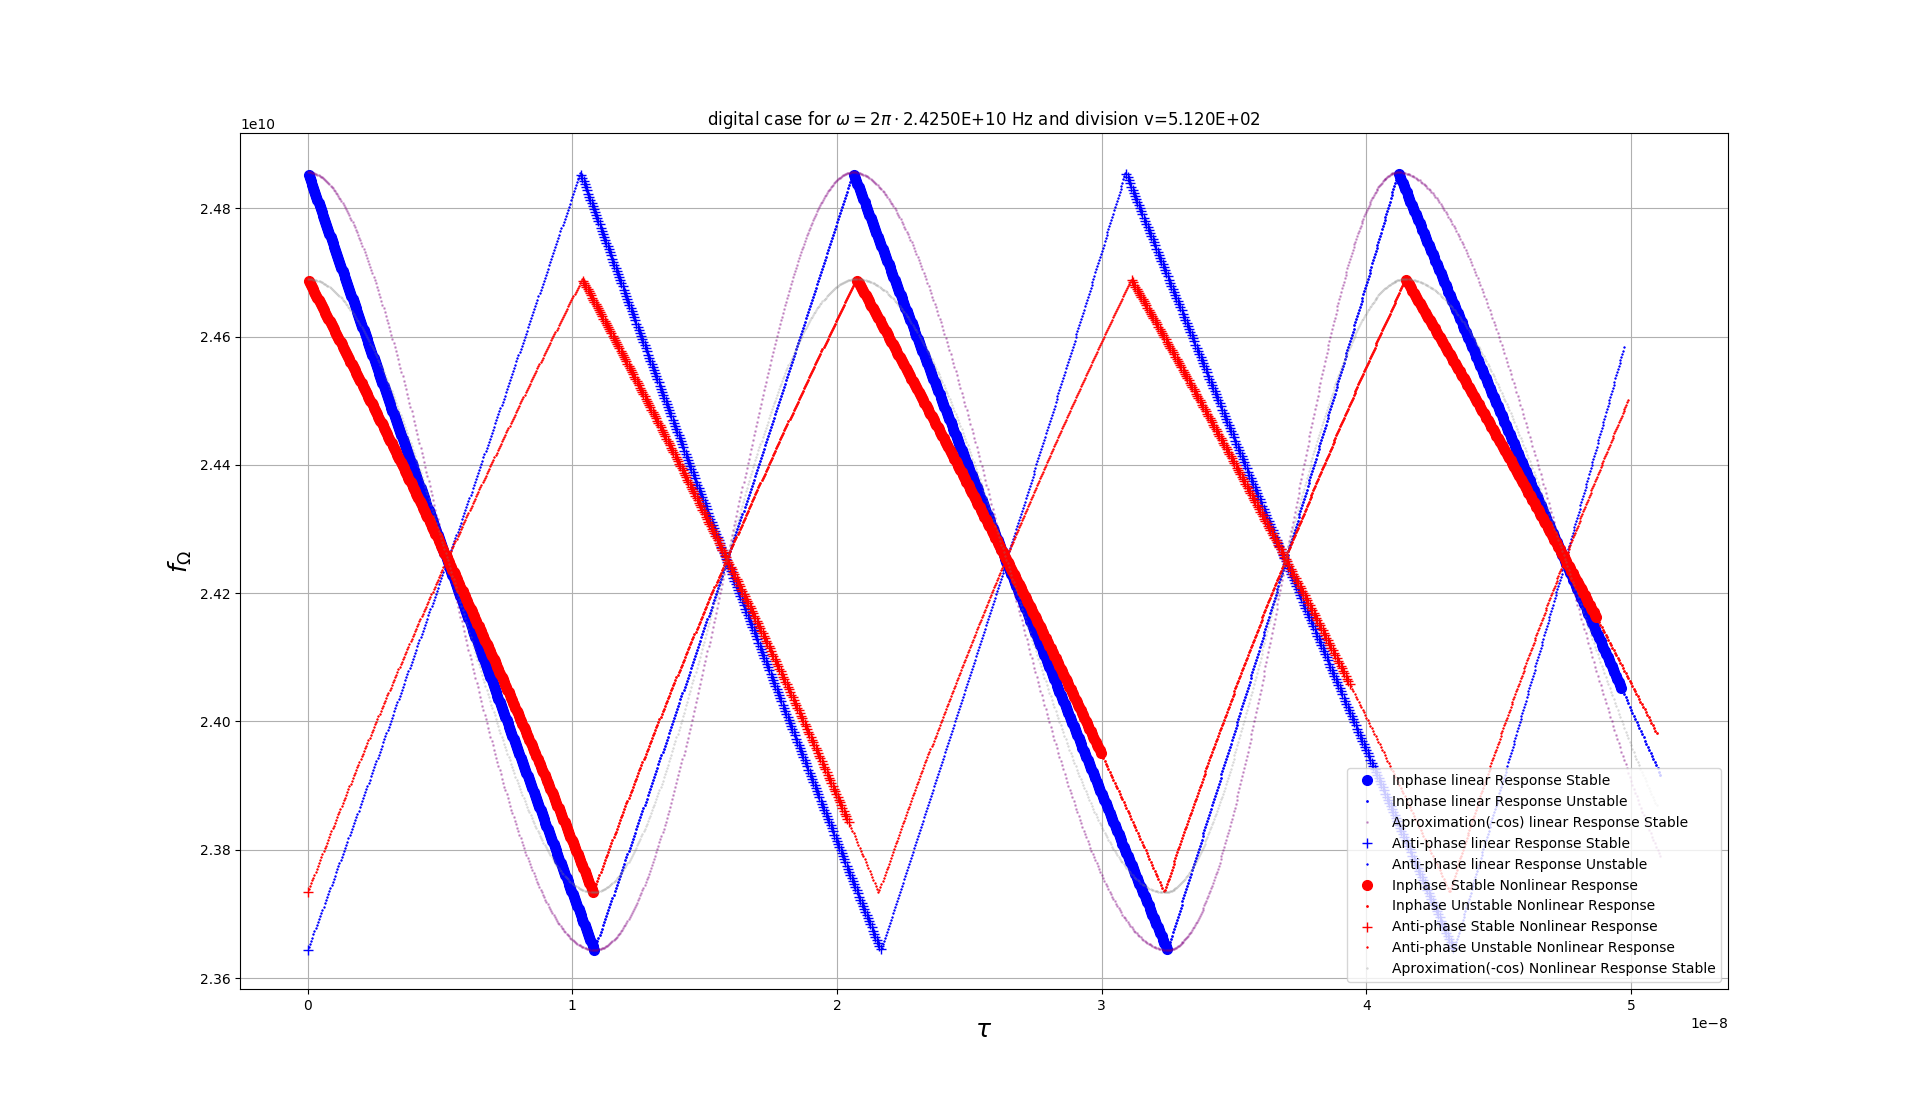 digital case for ω = 2π · 2.4250E+10 Hz and division v=5.120E+02
1e10
2.48
2.46
2.44
2.42
2.40
2.38
2.36
fΩ
0
1
2
3
4
5
1e−8
τ
Inphase linear Response Stable
Inphase linear Response Unstable
Aproximation(-cos) linear Response Stable
Anti-phase linear Response Stable
Anti-phase linear Response Unstable
Inphase Stable Nonlinear Response
Inphase Unstable Nonlinear Response
Anti-phase Stable Nonlinear Response
Anti-phase Unstable Nonlinear Response
Aproximation(-cos) Nonlinear Response Stable